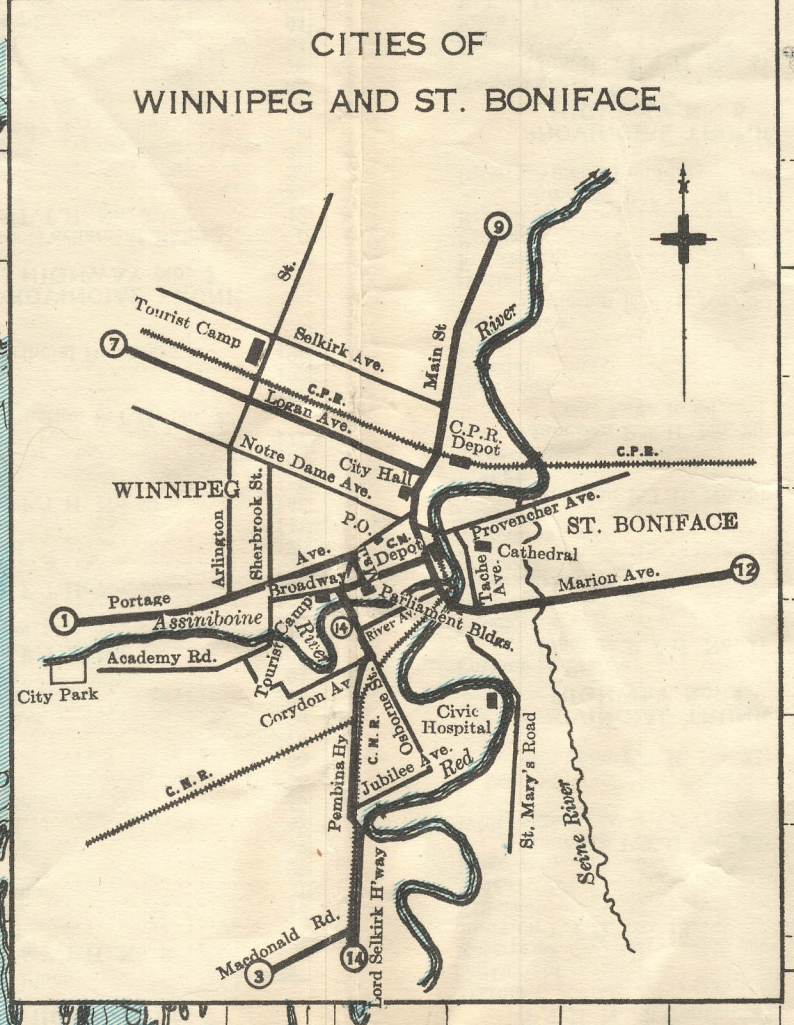 CITIES OF
WINNIPEG AND ST. BONIFACE
N
9
St.
Tourist Camp
7
Selkirk Ave.
Main St
River
C.P.R.
Logan Ave.
C.P.R.
Depot
C.P.R.
Notre Dame Ave.
City Hall
WINNIPEG
Arlington
Sherbrook St.
P.O.
Provencher Ave.
ST. BONIFACE
C.N.
Depot
Cathedral
Tache
Ave.
Marion Ave.
12
Portage
Ave.
Broadway
Main
1
Assiniboine
River
Tourist Camp
14
Parliament Bldgs.
River Av
Academy Rd.
City Park
Corydon Av
Osborne St.
C.N.R.
Civic
Hospital
Pembina Hy
Jubilee Ave.
Red
St. Mary's Road
C.N.R.
Seine River
Lord Selkirk H'way
Macdonald Rd.
3
14